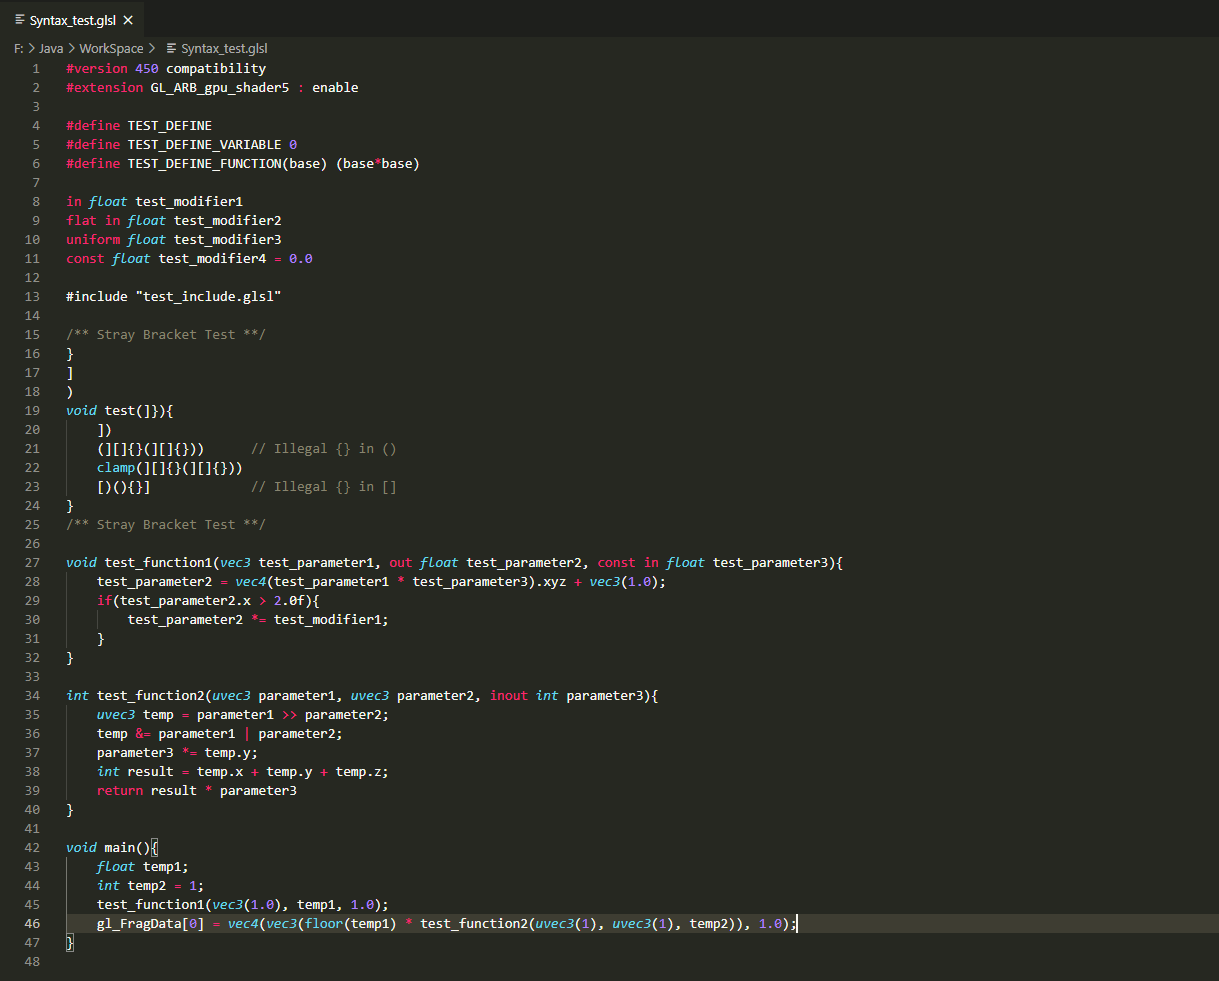 Syntax_test.glsl ×
F: > Java > WorkSpace > Syntax_test.glsl
1 #version 450 compatibility
2 #extension GL_ARB_gpu_shader5 : enable
3
4 #define TEST_DEFINE
5 #define TEST_DEFINE_VARIABLE 0
6 #define TEST_DEFINE_FUNCTION(base) (base*base)
7
8 in float test_modifier1
9 flat in float test_modifier2
10 uniform float test_modifier3
11 const float test_modifier4 = 0.0
12
13 #include "test_include.glsl"
14
15 /** Stray Bracket Test **/
16 }
17 ]
18 )
19 void test(]}){
20     ])
21     (][]{}(][]{}))      // Illegal {} in ()
22     clamp(][]{}(][]{}))
23     [)(){}]             // Illegal {} in []
24 }
25 /** Stray Bracket Test **/
26
27 void test_function1(vec3 test_parameter1, out float test_parameter2, const in float test_parameter3){
28     test_parameter2 = vec4(test_parameter1 * test_parameter3).xyz + vec3(1.0);
29     if(test_parameter2.x > 2.0f){
30         test_parameter2 *= test_modifier1;
31     }
32 }
33
34 int test_function2(uvec3 parameter1, uvec3 parameter2, inout int parameter3){
35     uvec3 temp = parameter1 >> parameter2;
36     temp &= parameter1 | parameter2;
37     parameter3 *= temp.y;
38     int result = temp.x + temp.y + temp.z;
39     return result * parameter3
40 }
41
42 void main(){
43     float temp1;
44     int temp2 = 1;
45     test_function1(vec3(1.0), temp1, 1.0);
46     gl_FragData[0] = vec4(vec3(floor(temp1) * test_function2(uvec3(1), uvec3(1), temp2)), 1.0);
47 }
48